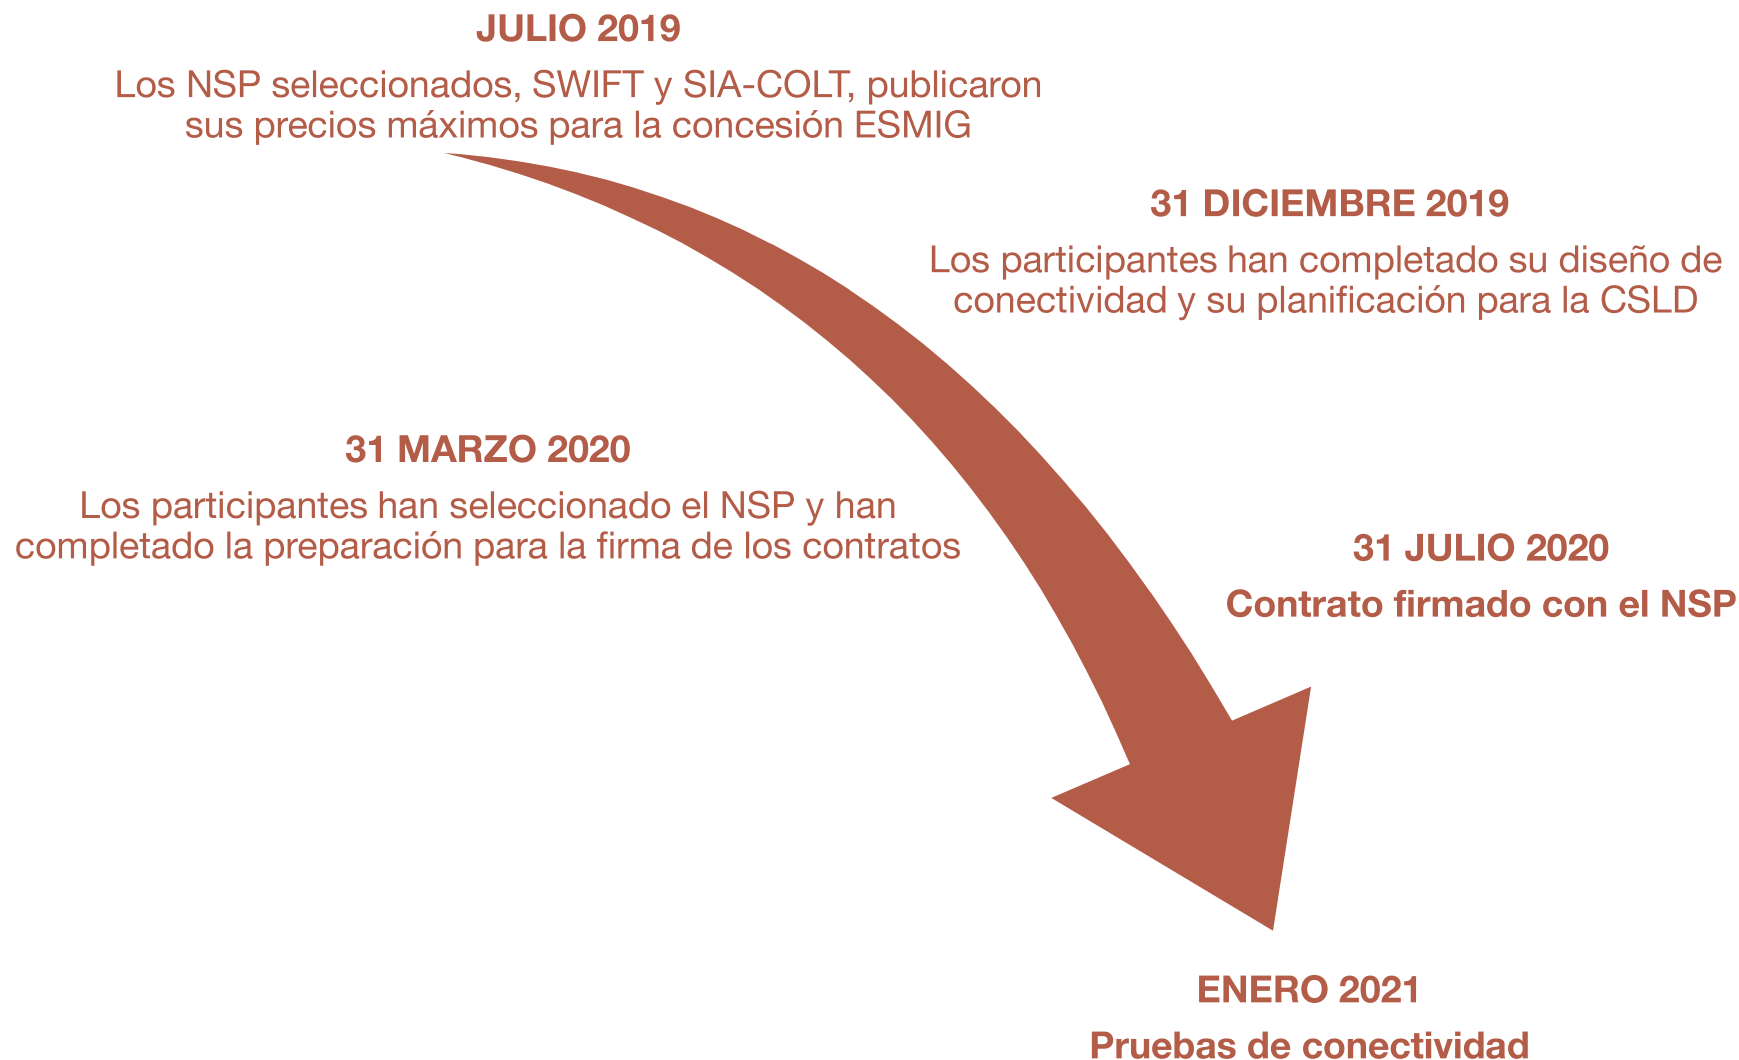 JULIO 2019
Los NSP seleccionados, SWIFT y SIA-COLT, publicaron
sus precios máximos para la concesión ESMIG
31 DICIEMBRE 2019
Los participantes han completado su diseño de
conectividad y su planificación para la CSLD
31 MARZO 2020
Los participantes han seleccionado el NSP y han
completado la preparación para la firma de los contratos
31 JULIO 2020
Contrato firmado con el NSP
ENERO 2021
Pruebas de conectividad